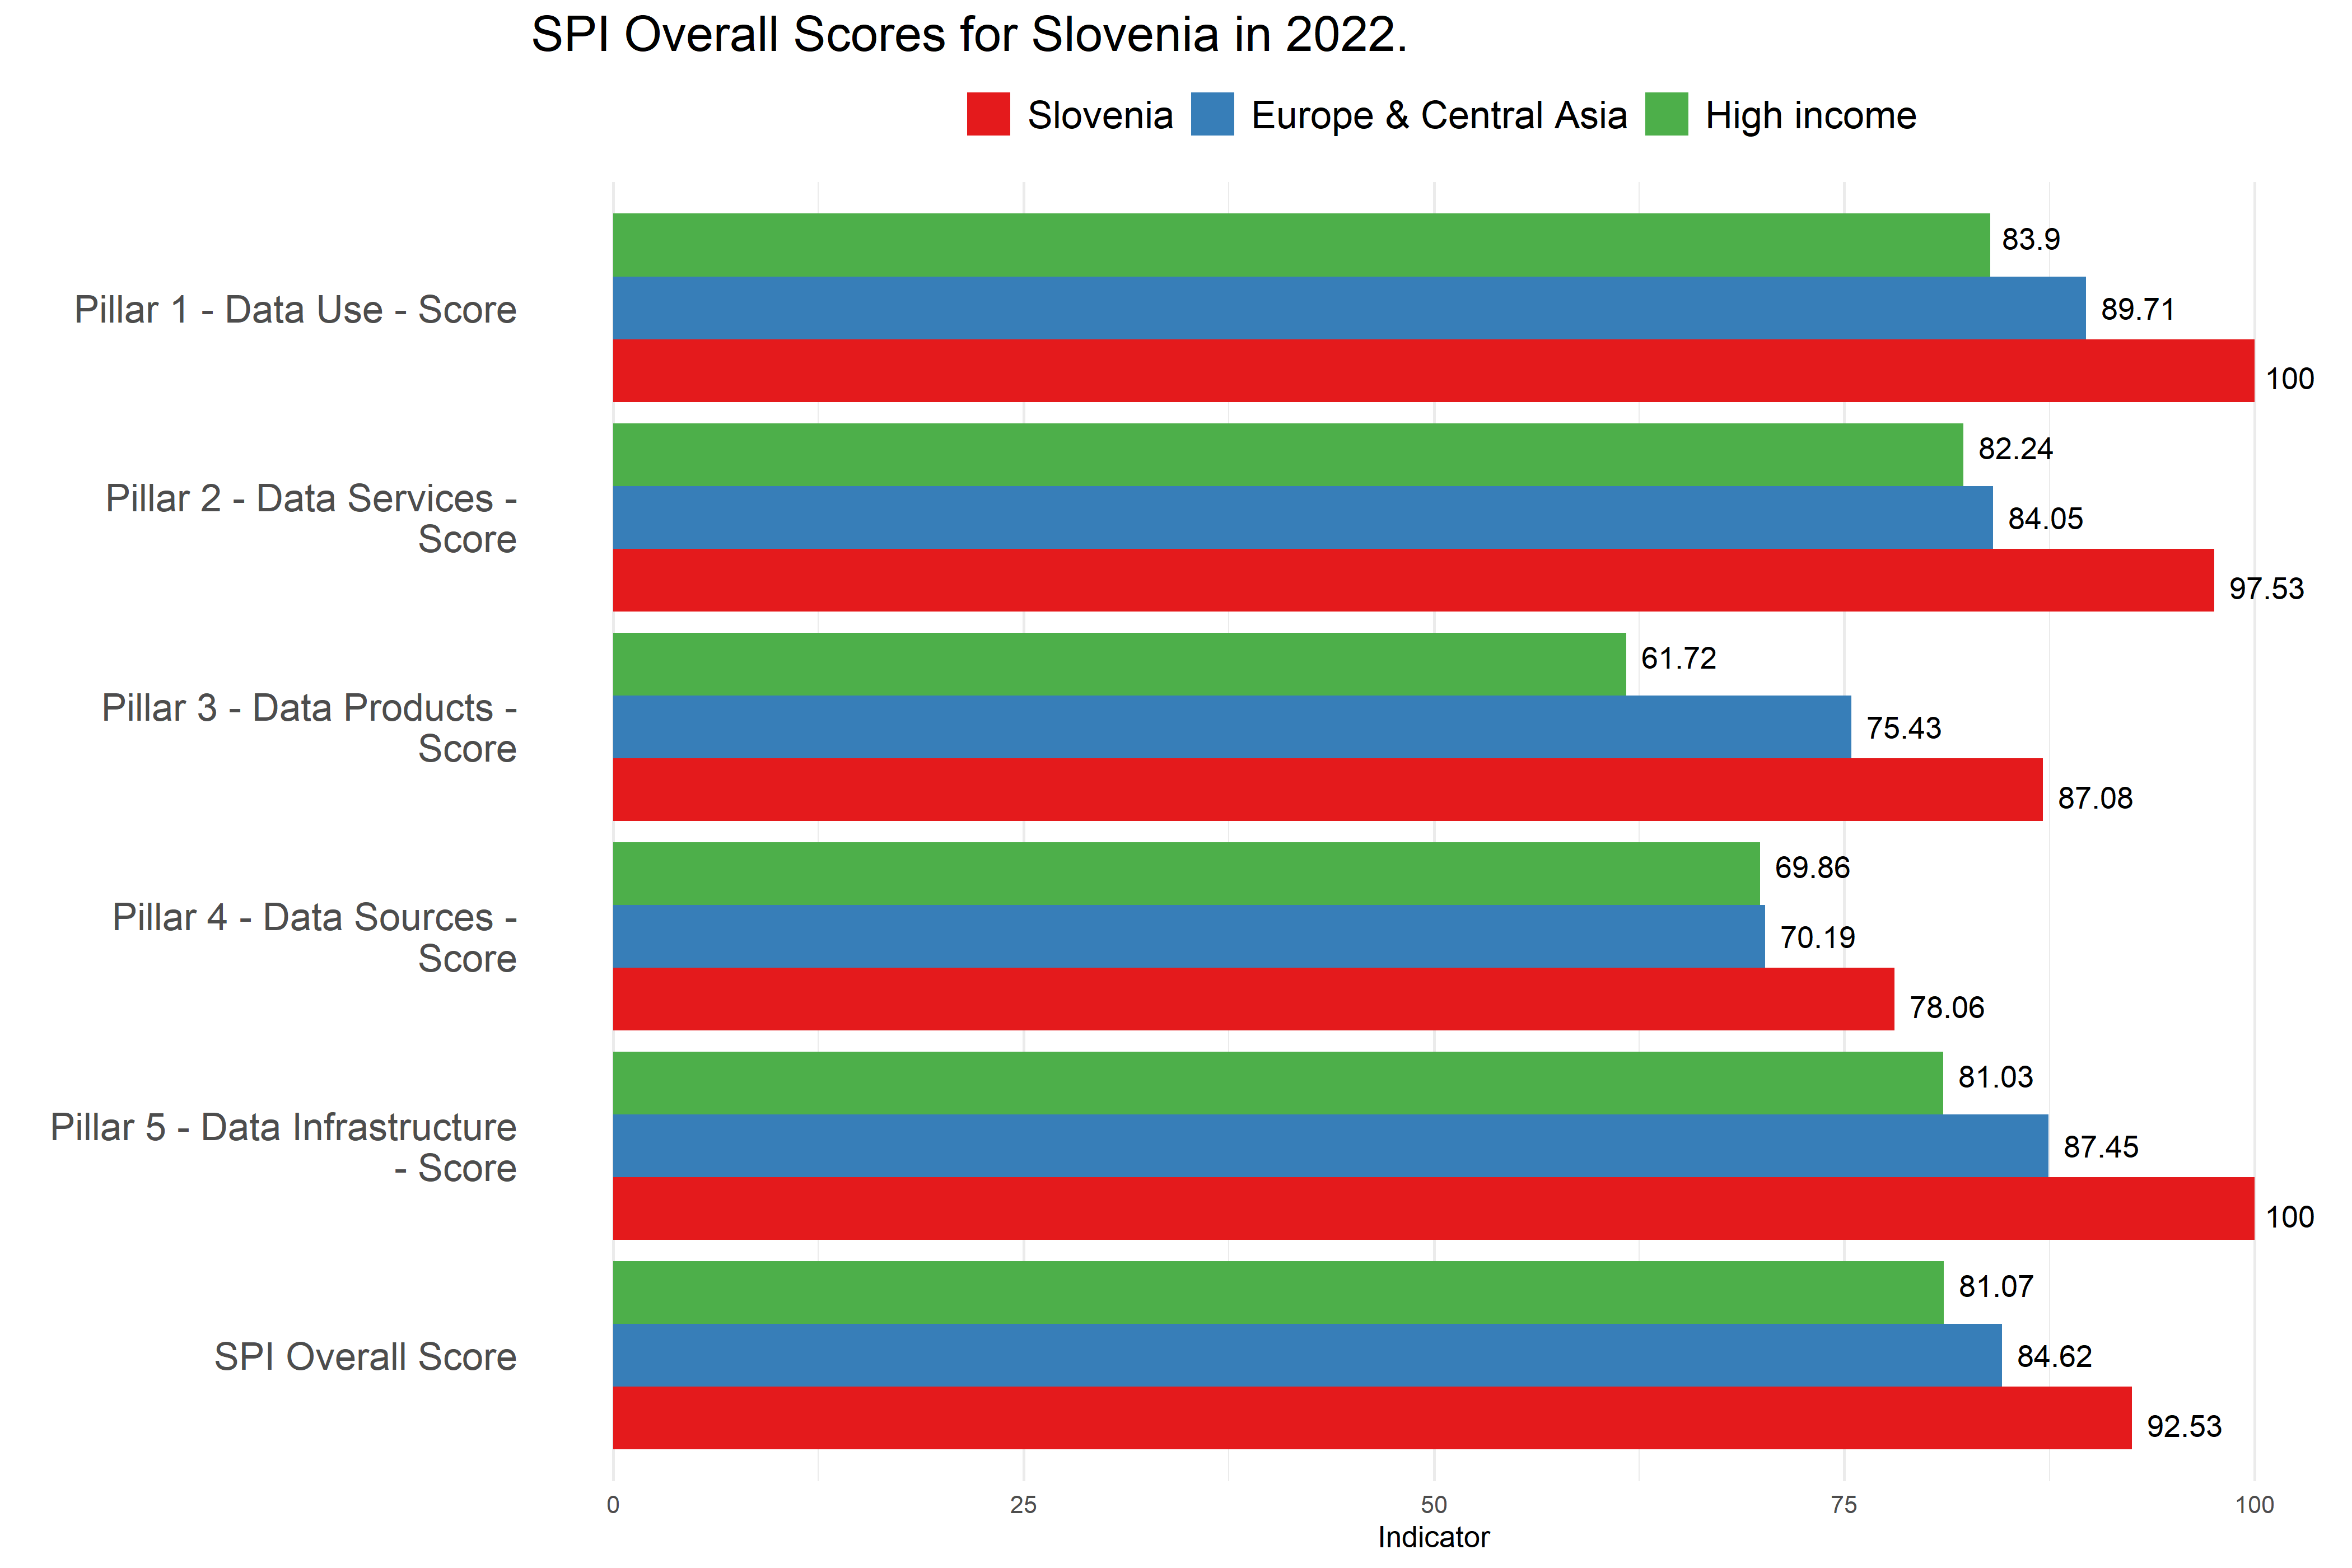 SPI Overall Scores for Slovenia in 2022.
Slovenia Europe & Central Asia High income
Pillar 1 - Data Use - Score
83.9
89.71
100
Pillar 2 - Data Services -
Score
82.24
84.05
97.53
Pillar 3 - Data Products -
Score
61.72
75.43
87.08
Pillar 4 - Data Sources -
Score
69.86
70.19
78.06
Pillar 5 - Data Infrastructure
- Score
81.03
87.45
100
SPI Overall Score
81.07
84.62
92.53
0 25 50 75 100
Indicator